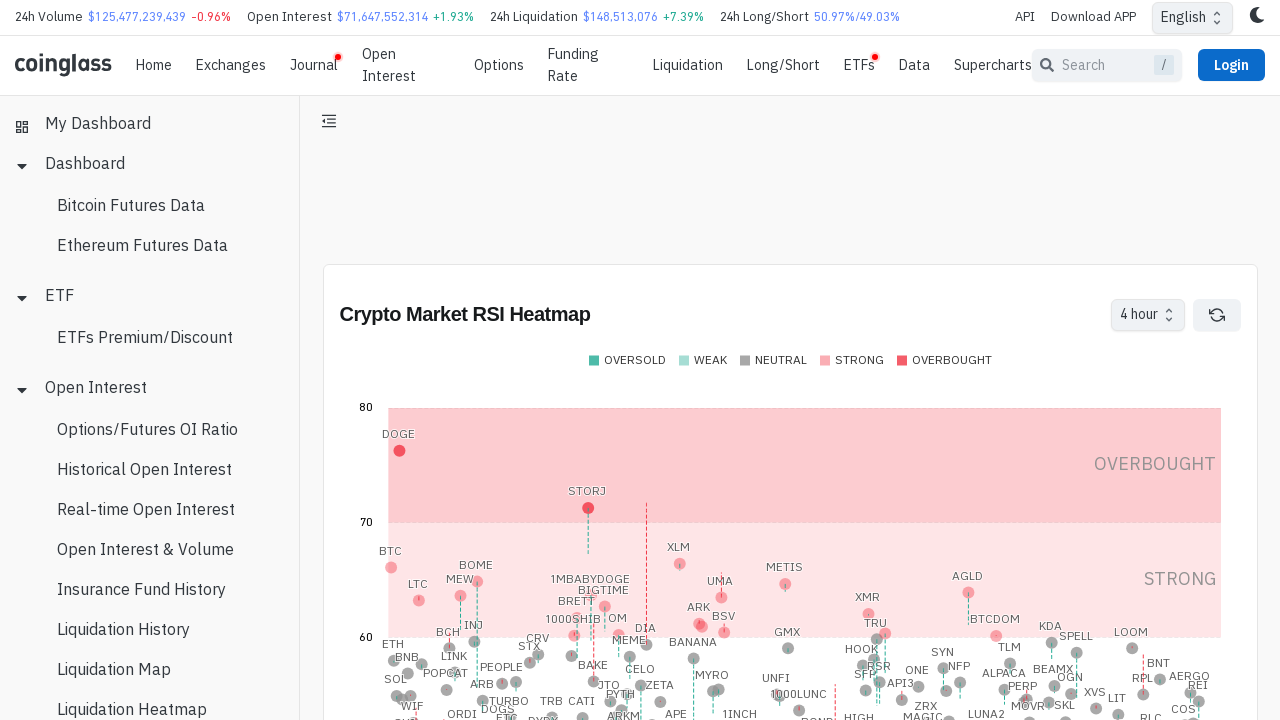 24h Volume $125,477,239,439 -0.96% Open Interest $71,647,552,314 +1.93% 24h Liquidation $148,513,076 +7.39% 24h Long/Short 50.97%/49.03% API Download APP English
coinglass Home Exchanges Journal Open Interest Options Funding Rate Liquidation Long/Short ETFs Data Supercharts Search / Login
My Dashboard
Dashboard
Bitcoin Futures Data
Ethereum Futures Data
ETF
ETFs Premium/Discount
Open Interest
Options/Futures OI Ratio
Historical Open Interest
Real-time Open Interest
Open Interest & Volume
Insurance Fund History
Liquidation History
Liquidation Map
Liquidation Heatmap
Crypto Market RSI Heatmap 4 hour
OVERSOLD WEAK NEUTRAL STRONG OVERBOUGHT
80
DOGE
OVERBOUGHT
STORJ
70
BTC
XLM
BOME
METIS
AGLD
STRONG
LTC
MEW
1MBABYDOGE
UMA
BIGTIME
BRETT
XMR
ARK
BSV
1000SHIB
OM
TRU
BTCDOM
60
BCH
INJ
DIA
GMX
KDA
SPELL
LOOM
ETH
CRV
STX
MEME
BANANA
HOOK
TLM
BNB
LINK
SYN
SOL
POPCAT
PEOPLE
BAKE
CELO
MYRO
UNFI
SFP
RSR
ONE
NFP
ALPACA
BEAMX
OGN
RPL
BNT
AERGO
ARB
JTO
ZETA
API3
PERP
REI
WIF
TURBO
TRB
CATI
PYTH
1000LUNC
ZRX
MOVR
SKL
XVS
LIT
COS
ORDI
DOGS
APE
1INCH
HIGH
MAGIC
LUNA2